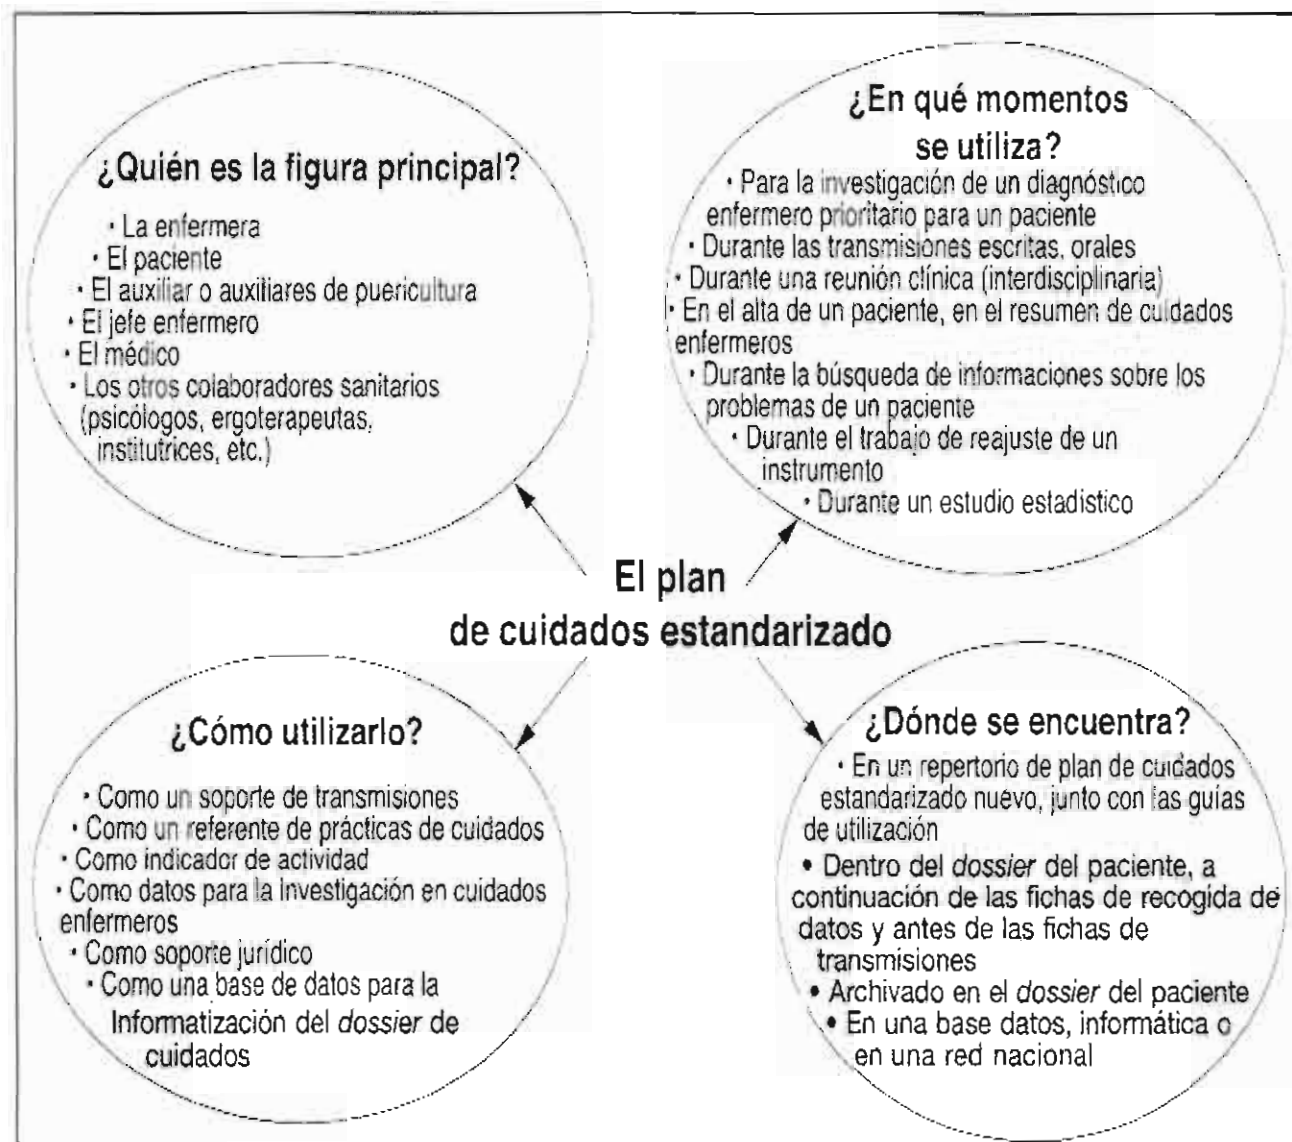 ¿Quién es la figura principal?
• La enfermera
• El paciente
• El auxiliar o auxiliares de puericultura
• El jefe enfermero
• El médico
• Los otros colaboradores sanitarios
(psicólogos, ergoterapeutas,
institutrices, etc.)
¿En qué momentos
se utiliza?
• Para la investigación de un diagnóstico
enfermero prioritario para un paciente
• Durante las transmisiones escritas, orales
• Durante una reunión clínica (interdisciplinaria)
• En el alta de un paciente, en el resumen de cuidados
enfermeros
• Durante la búsqueda de informaciones sobre los
problemas de un paciente
• Durante el trabajo de reajuste de un
instrumento
• Durante un estudio estadístico
El plan
de cuidados estandarizado
¿Cómo utilizarlo?
• Como un soporte de transmisiones
• Como un referente de prácticas de cuidados
• Como indicador de actividad
• Como datos para la investigación en cuidados
enfermeros
• Como soporte jurídico
• Como una base de datos para la
Informatización del dossier de
cuidados
¿Dónde se encuentra?
• En un repertorio de plan de cuidados
estandarizado nuevo, junto con las guías
de utilización
• Dentro del dossier del paciente, a
continuación de las fichas de recogida de
datos y antes de las fichas de
transmisiones
• Archivado en el dossier del paciente
• En una base datos, informática o
en una red nacional